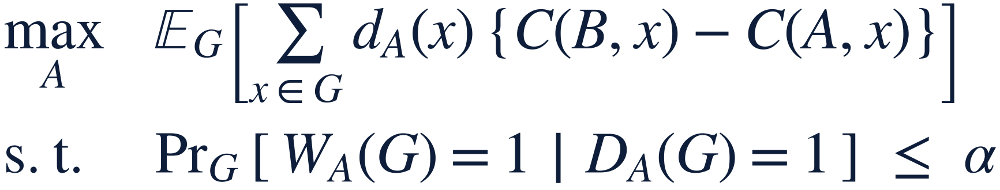 max_A 𝔼_G[∑_{x ∈ G} d_A(x) {C(B, x) − C(A, x)}]
s. t. Pr_G [ W_A(G) = 1 | D_A(G) = 1 ] ≤ α